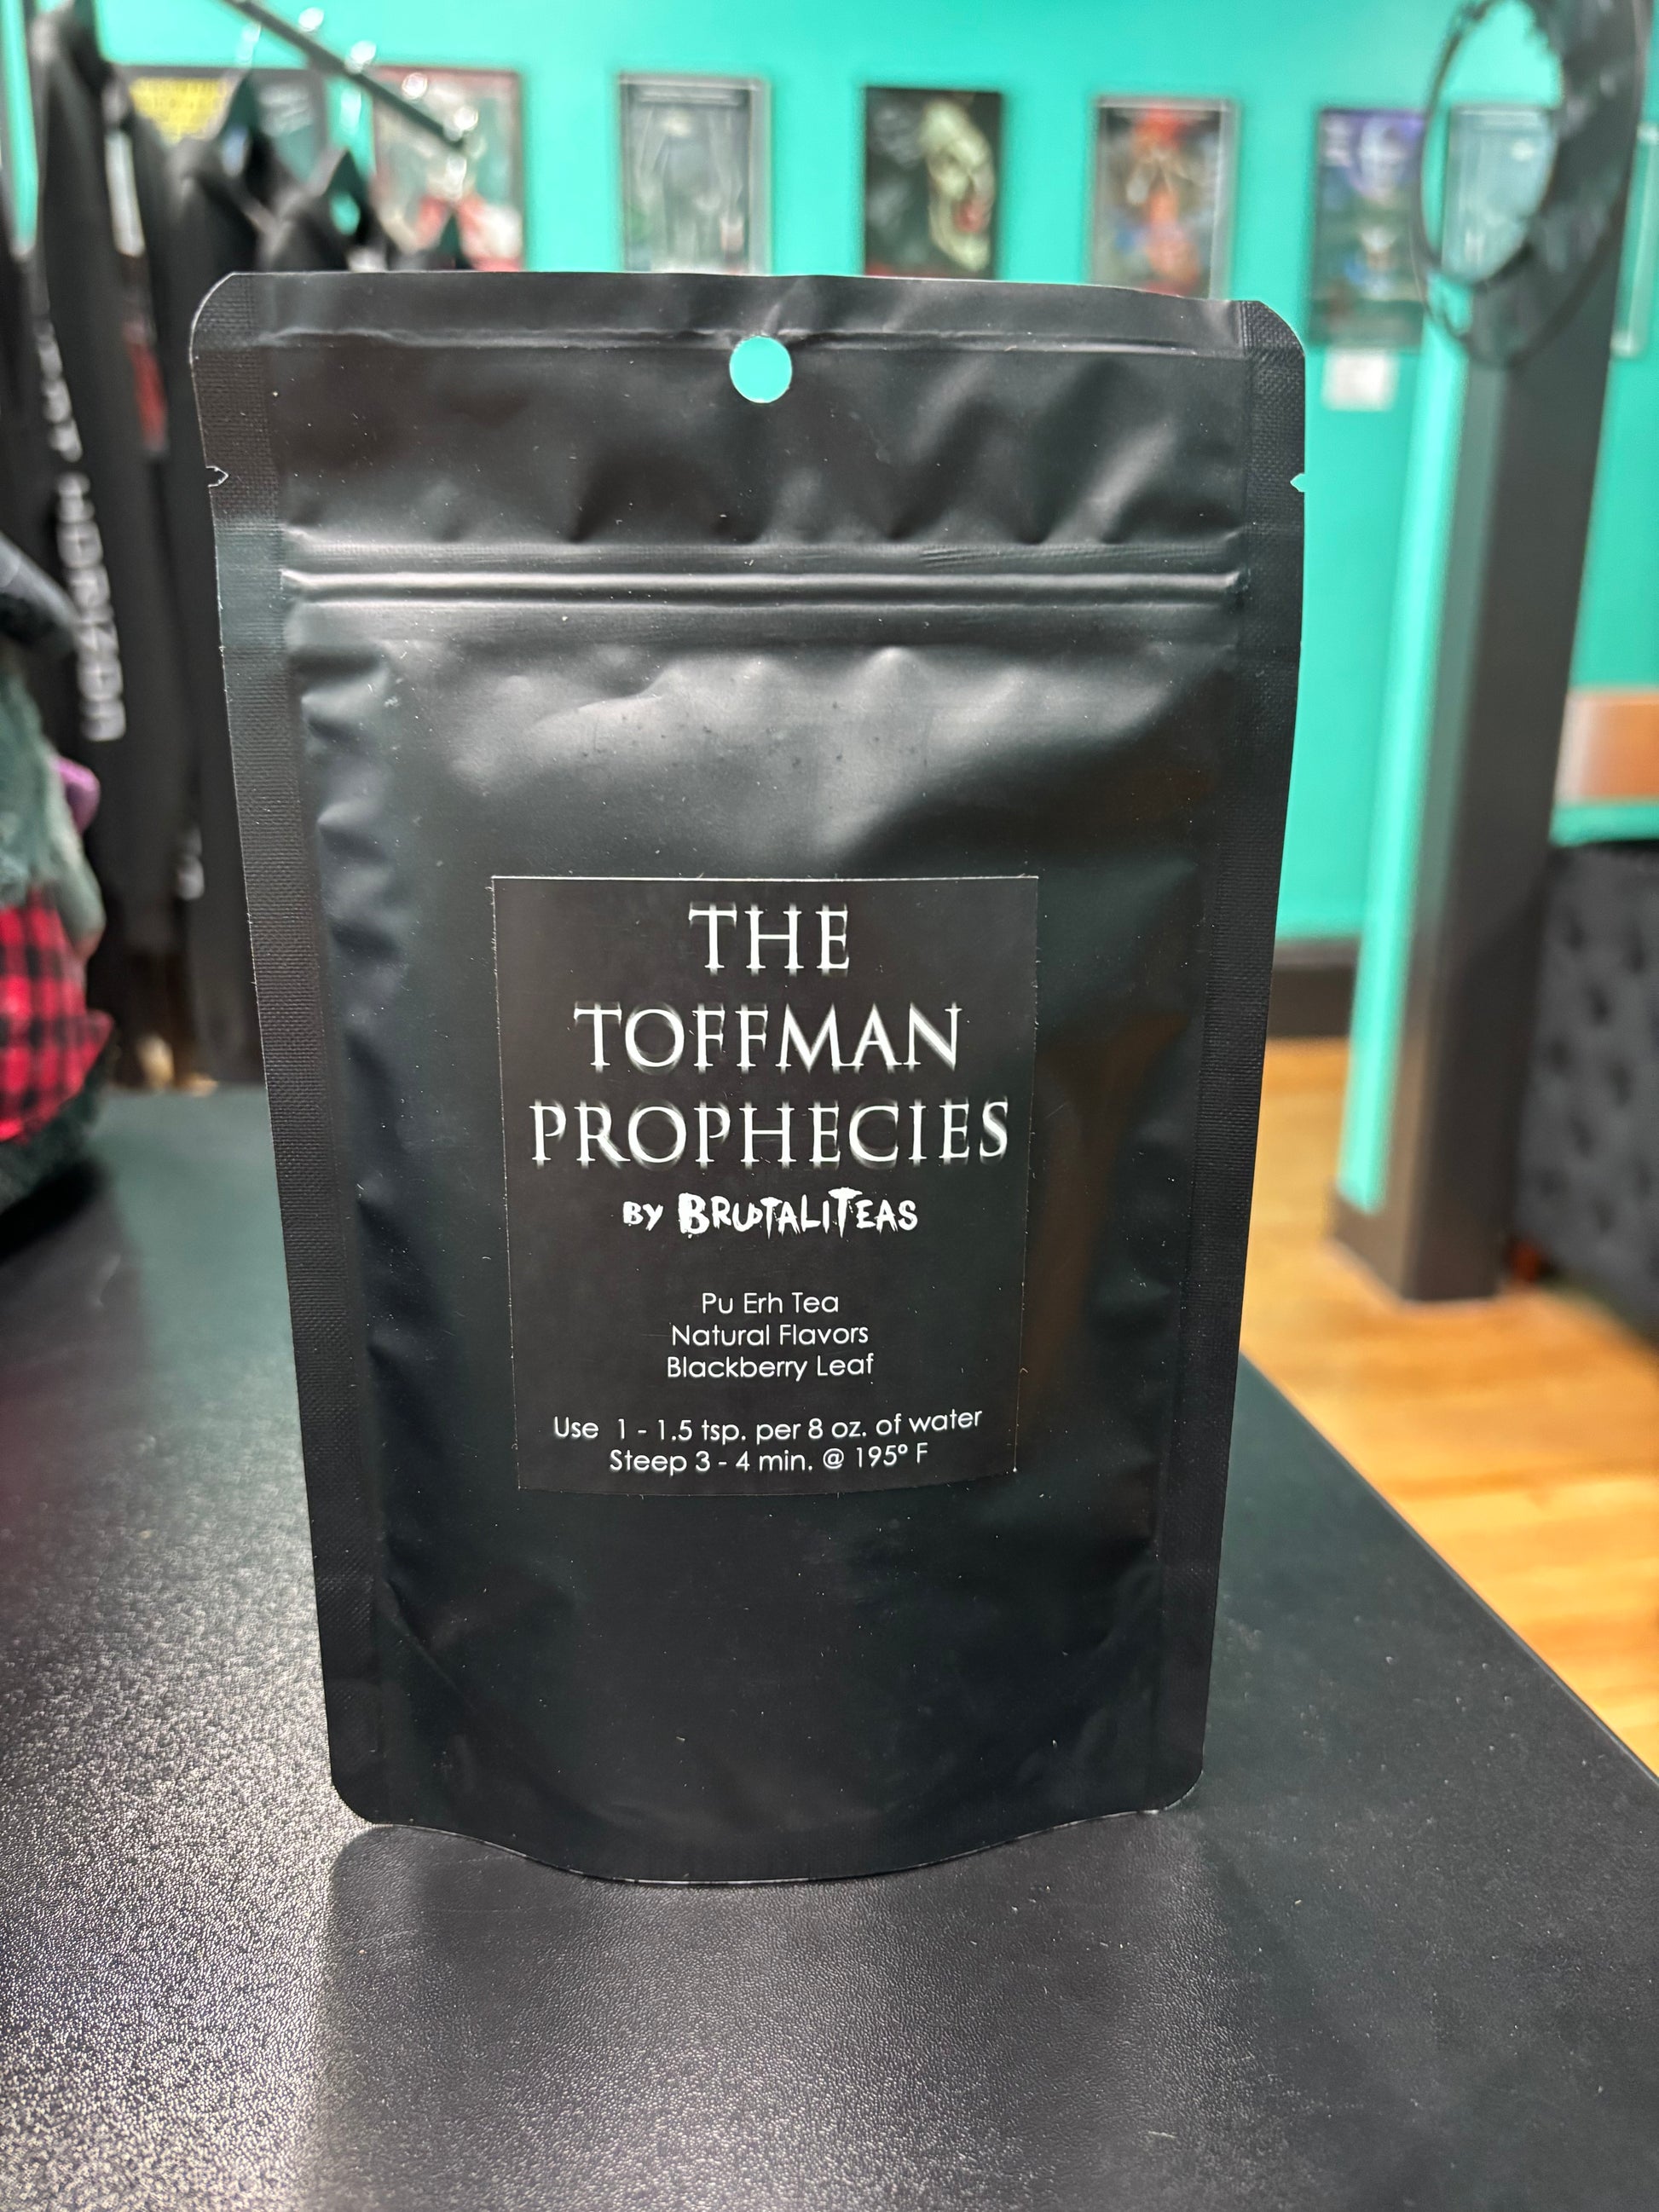 THE
TOFFMAN
PROPHECIES
BY BRUTALITEAS
Pu Erh Tea
Natural Flavors
Blackberry Leaf
Use 1 - 1.5 tsp. per 8 oz. of water
Steep 3 - 4 min. @ 195° F